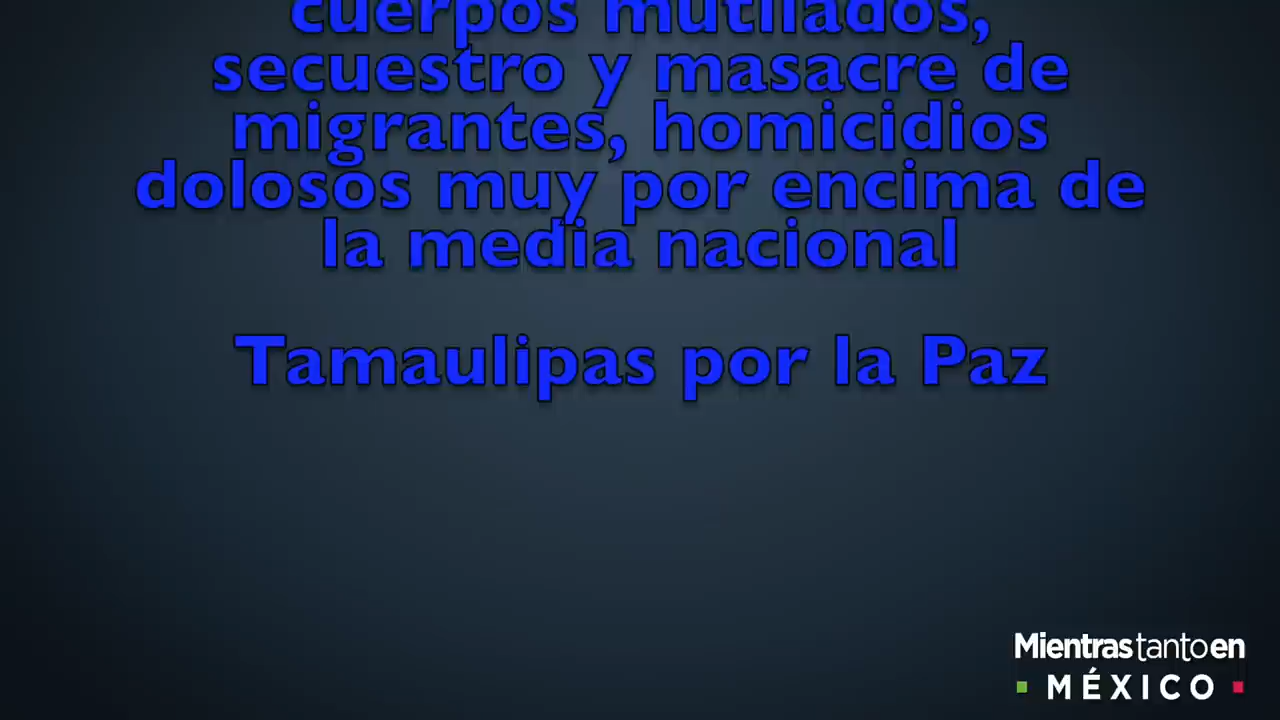 cuerpos mutilados,
secuestro y masacre de
migrantes, homicidios
dolosos muy por encima de
la media nacional
Tamaulipas por la Paz
Mientras tanto en
MÉXICO